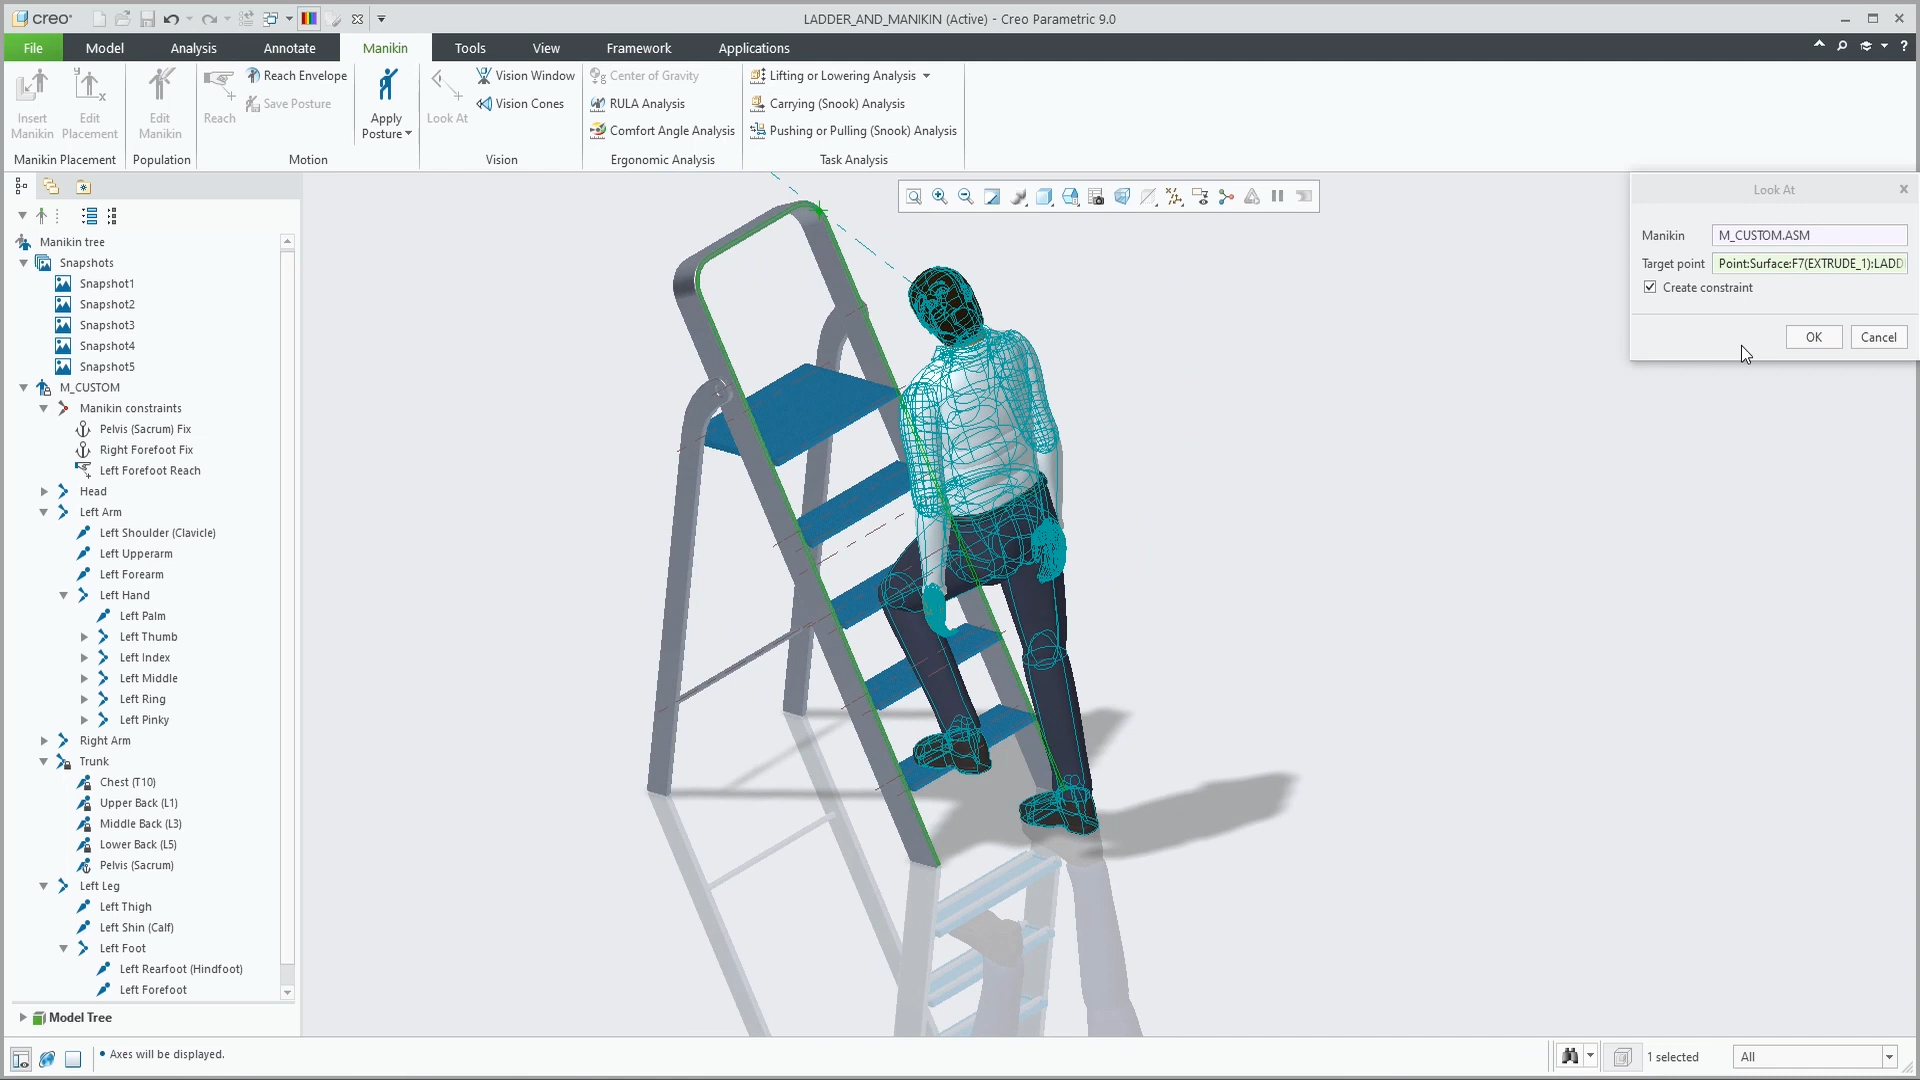 creo
LADDER_AND_MANIKIN (Active) - Creo Parametric 9.0
File Model Analysis Annotate Manikin Tools View Framework Applications
Insert Manikin
Edit Placement
Manikin Placement
Edit Manikin
Population
Reach
Reach Envelope
Save Posture
Motion
Apply Posture
Look At
Vision Window
Vision Cones
Vision
Center of Gravity
RULA Analysis
Comfort Angle Analysis
Ergonomic Analysis
Lifting or Lowering Analysis
Carrying (Snook) Analysis
Pushing or Pulling (Snook) Analysis
Task Analysis
Manikin tree
Snapshots
Snapshot1
Snapshot2
Snapshot3
Snapshot4
Snapshot5
M_CUSTOM
Manikin constraints
Pelvis (Sacrum) Fix
Right Forefoot Fix
Left Forefoot Reach
Head
Left Arm
Left Shoulder (Clavicle)
Left Upperarm
Left Forearm
Left Hand
Left Palm
Left Thumb
Left Index
Left Middle
Left Ring
Left Pinky
Right Arm
Trunk
Chest (T10)
Upper Back (L1)
Middle Back (L3)
Lower Back (L5)
Pelvis (Sacrum)
Left Leg
Left Thigh
Left Shin (Calf)
Left Foot
Left Rearfoot (Hindfoot)
Left Forefoot
Model Tree
Look At
Manikin M_CUSTOM.ASM
Target point Point:Surface:F7(EXTRUDE_1):LADD
Create constraint
OK Cancel
• Axes will be displayed.
1 selected
All